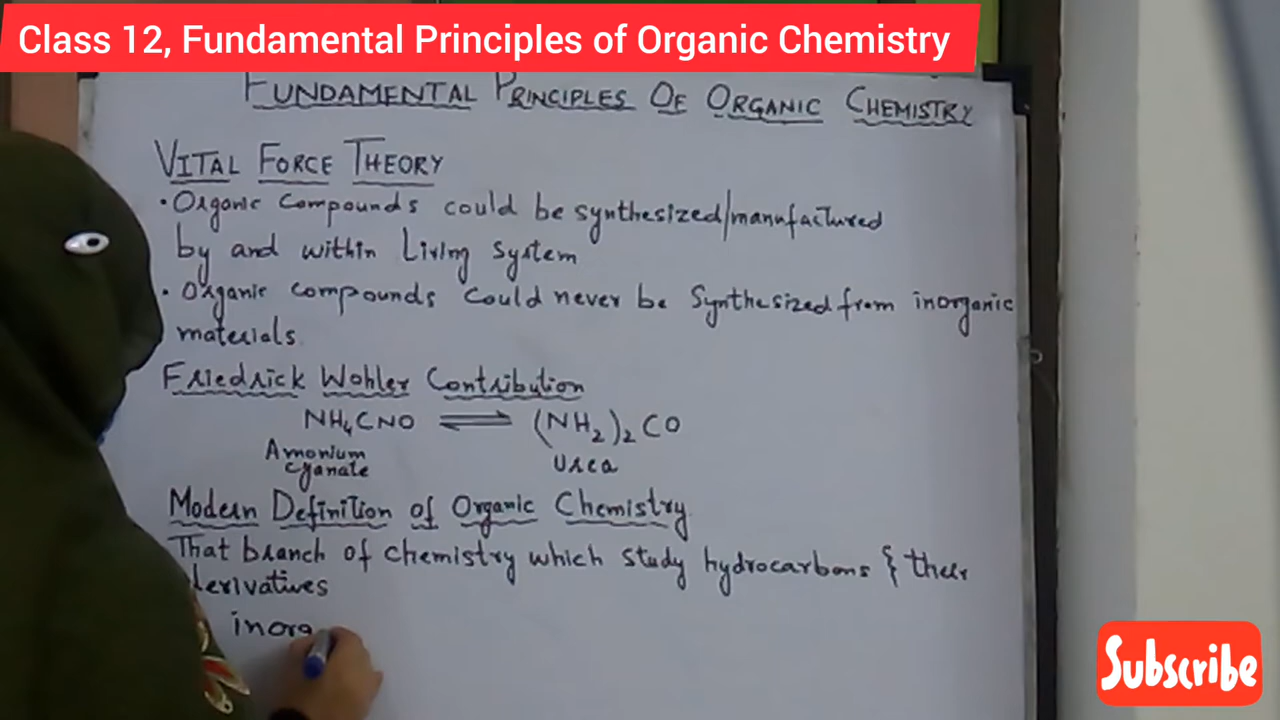 Class 12, Fundamental Principles of Organic Chemistry
FUNDAMENTAL PRINCIPLES OF ORGANIC CHEMISTRY
VITAL FORCE THEORY
• Organic compounds could be synthesized/manufactured
by and within Living System
• Organic compounds could never be Synthesized from inorganic
materials.
Friedrick Wohler Contribution
NH₄CNO ⇌ (NH₂)₂CO
Amonium
cyanate
Urea
Modern Definition of Organic Chemistry
That branch of chemistry which study hydrocarbons & their
derivatives
inorg
Subscribe